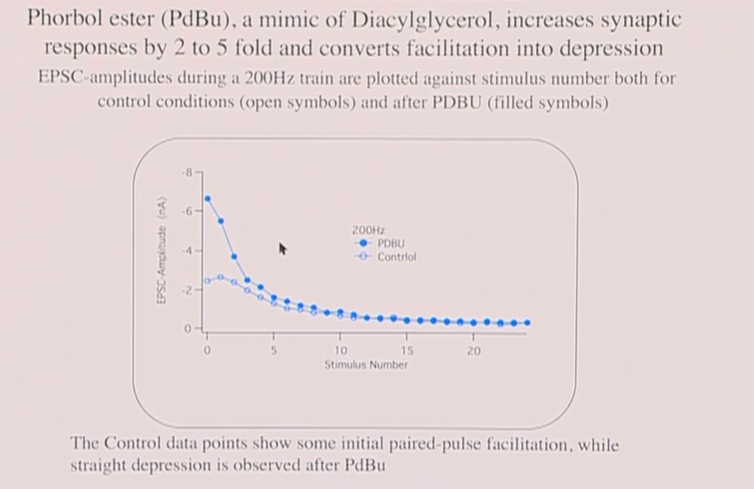 Phorbol ester (PdBu), a mimic of Diacylglycerol, increases synaptic
responses by 2 to 5 fold and converts facilitation into depression
EPSC-amplitudes during a 200Hz train are plotted against stimulus number both for
control conditions (open symbols) and after PDBU (filled symbols)
-8
-6
-4
-2
0
EPSC-Amplitude (nA)
200Hz
PDBU
Contrlol
0 5 10 15 20
Stimulus Number
The Control data points show some initial paired-pulse facilitation, while
straight depression is observed after PdBu